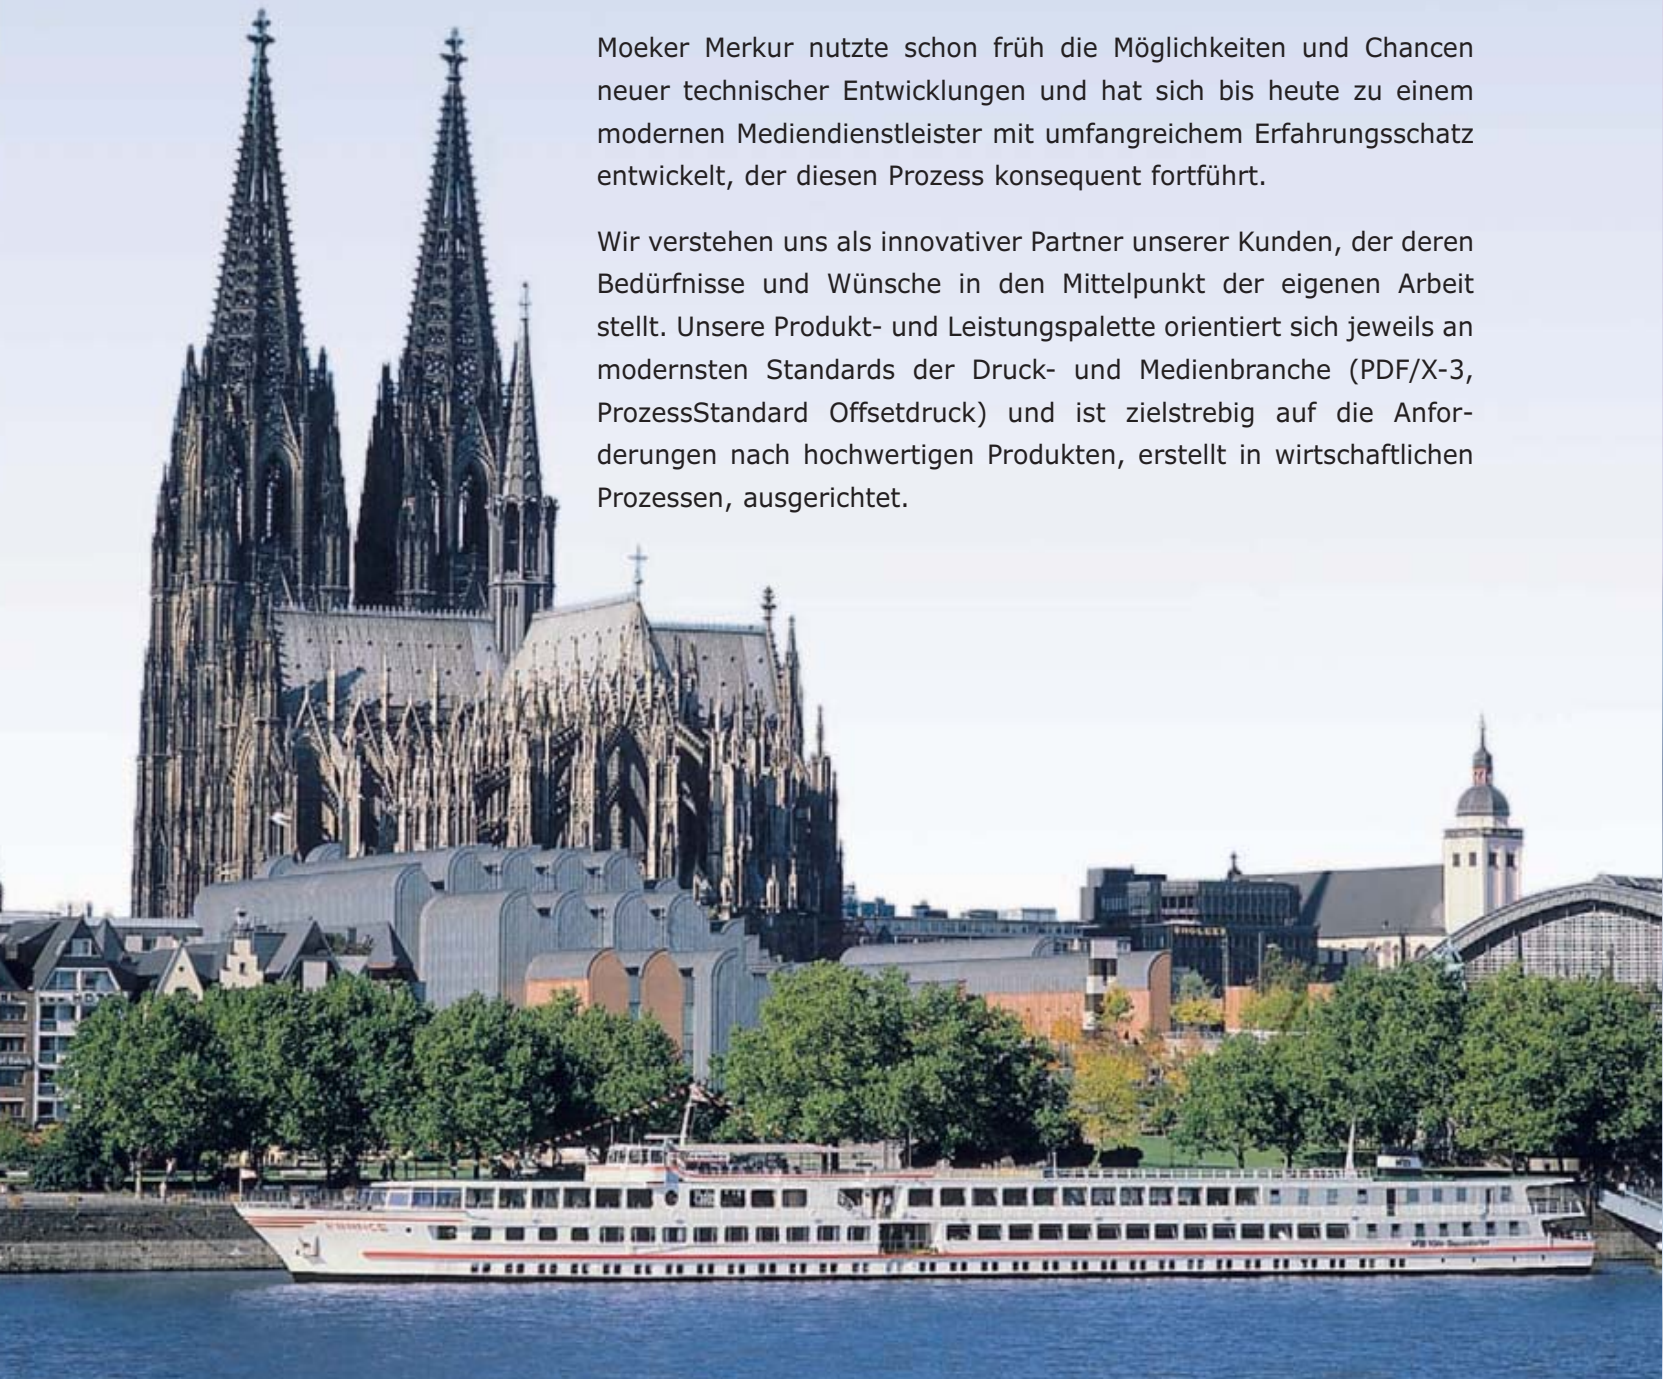 Moeker Merkur nutzte schon früh die Möglichkeiten und Chancen
neuer technischer Entwicklungen und hat sich bis heute zu einem
modernen Mediendienstleister mit umfangreichem Erfahrungsschatz
entwickelt, der diesen Prozess konsequent fortführt.
Wir verstehen uns als innovativer Partner unserer Kunden, der deren
Bedürfnisse und Wünsche in den Mittelpunkt der eigenen Arbeit
stellt. Unsere Produkt- und Leistungspalette orientiert sich jeweils an
modernsten Standards der Druck- und Medienbranche (PDF/X-3,
ProzessStandard Offsetdruck) und ist zielstrebig auf die Anfor-
derungen nach hochwertigen Produkten, erstellt in wirtschaftlichen
Prozessen, ausgerichtet.